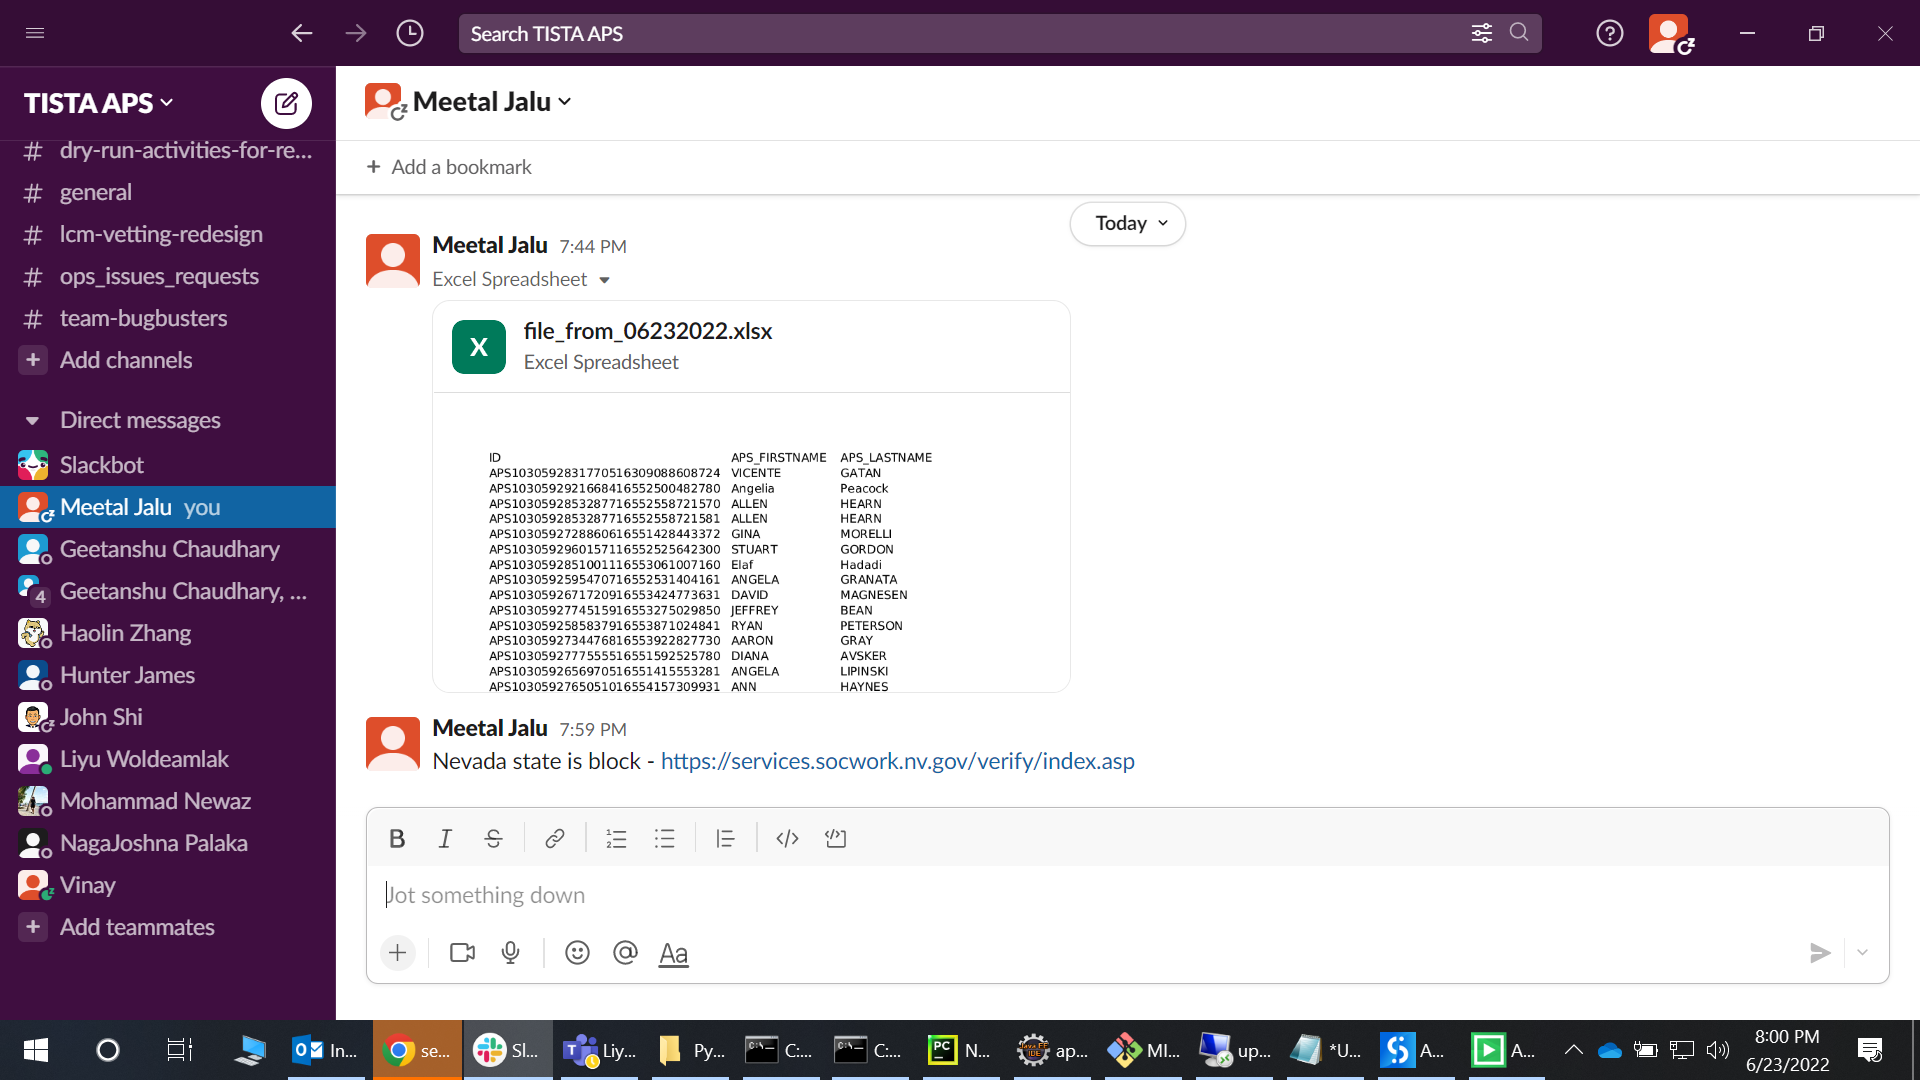 Search TISTA APS
TISTA APS
# dry-run-activities-for-re...
# general
# lcm-vetting-redesign
# ops_issues_requests
# team-bugbusters
+ Add channels
Direct messages
Slackbot
Meetal Jalu you
Geetanshu Chaudhary
4 Geetanshu Chaudhary, ...
Haolin Zhang
Hunter James
John Shi
Liyu Woldeamlak
Mohammad Newaz
NagaJoshna Palaka
Vinay
+ Add teammates
Meetal Jalu
+ Add a bookmark
Today
Meetal Jalu 7:44 PM
Excel Spreadsheet
X file_from_06232022.xlsx
Excel Spreadsheet
ID APS_FIRSTNAME APS_LASTNAME
APS10305928317705163090886087​24 VICENTE GATAN
APS1030592921668416552500482780 Angelia Peacock
APS1030592853287716552558721570 ALLEN HEARN
APS1030592853287716552558721581 ALLEN HEARN
APS1030592728860616551428443372 GINA MORELLI
APS1030592960157116552525642300 STUART GORDON
APS1030592851001116553061007160 Elaf Hadadi
APS1030592595470716552531404161 ANGELA GRANATA
APS1030592671720916553424773631 DAVID MAGNESEN
APS1030592774515916553275029850 JEFFREY BEAN
APS1030592585837916553871024841 RYAN PETERSON
APS1030592734476816553922827730 AARON GRAY
APS1030592777555516551592525780 DIANA AVSKER
APS1030592656970516551415553281 ANGELA LIPINSKI
APS1030592765051016554157309931 ANN HAYNES
Meetal Jalu 7:59 PM
Nevada state is block - https://services.socwork.nv.gov/verify/index.asp
B I S
Jot something down
Aa
In...
se...
Sl...
Liy...
Py...
C:...
C:...
N...
ap...
MI...
up...
*U...
A...
A...
8:00 PM
6/23/2022